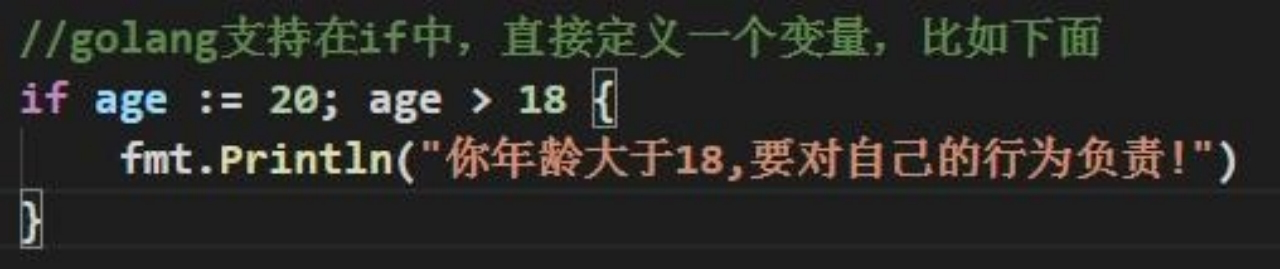 //golang支持在if中，直接定义一个变量，比如下面
if age := 20; age > 18 {
    fmt.Println("你年龄大于18,要对自己的行为负责!")
}